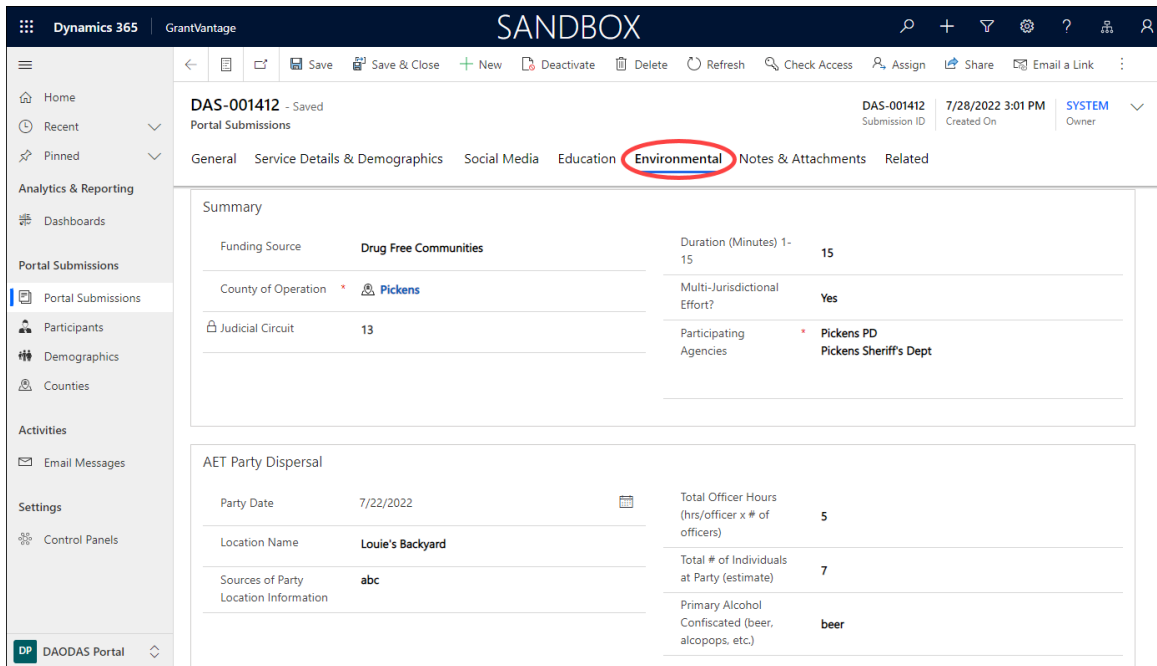 Dynamics 365 GrantVantage SANDBOX
Save Save & Close New Deactivate Delete Refresh Check Access Assign Share Email a Link
Home
Recent
Pinned
Analytics & Reporting
Dashboards
Portal Submissions
Portal Submissions
Participants
Demographics
Counties
Activities
Email Messages
Settings
Control Panels
DP DAODAS Portal
DAS-001412 - Saved
Portal Submissions
DAS-001412 7/28/2022 3:01 PM SYSTEM
Submission ID Created On Owner
General Service Details & Demographics Social Media Education Environmental Notes & Attachments Related
Summary
Funding Source Drug Free Communities
County of Operation * Pickens
Judicial Circuit 13
Duration (Minutes) 1-
15 15
Multi-Jurisdictional
Effort? Yes
Participating * Pickens PD
Agencies Pickens Sheriff's Dept
AET Party Dispersal
Party Date 7/22/2022
Location Name Louie's Backyard
Sources of Party abc
Location Information
Total Officer Hours
(hrs/officer x # of 5
officers)
Total # of Individuals
at Party (estimate) 7
Primary Alcohol
Confiscated (beer, beer
alcopops, etc.)